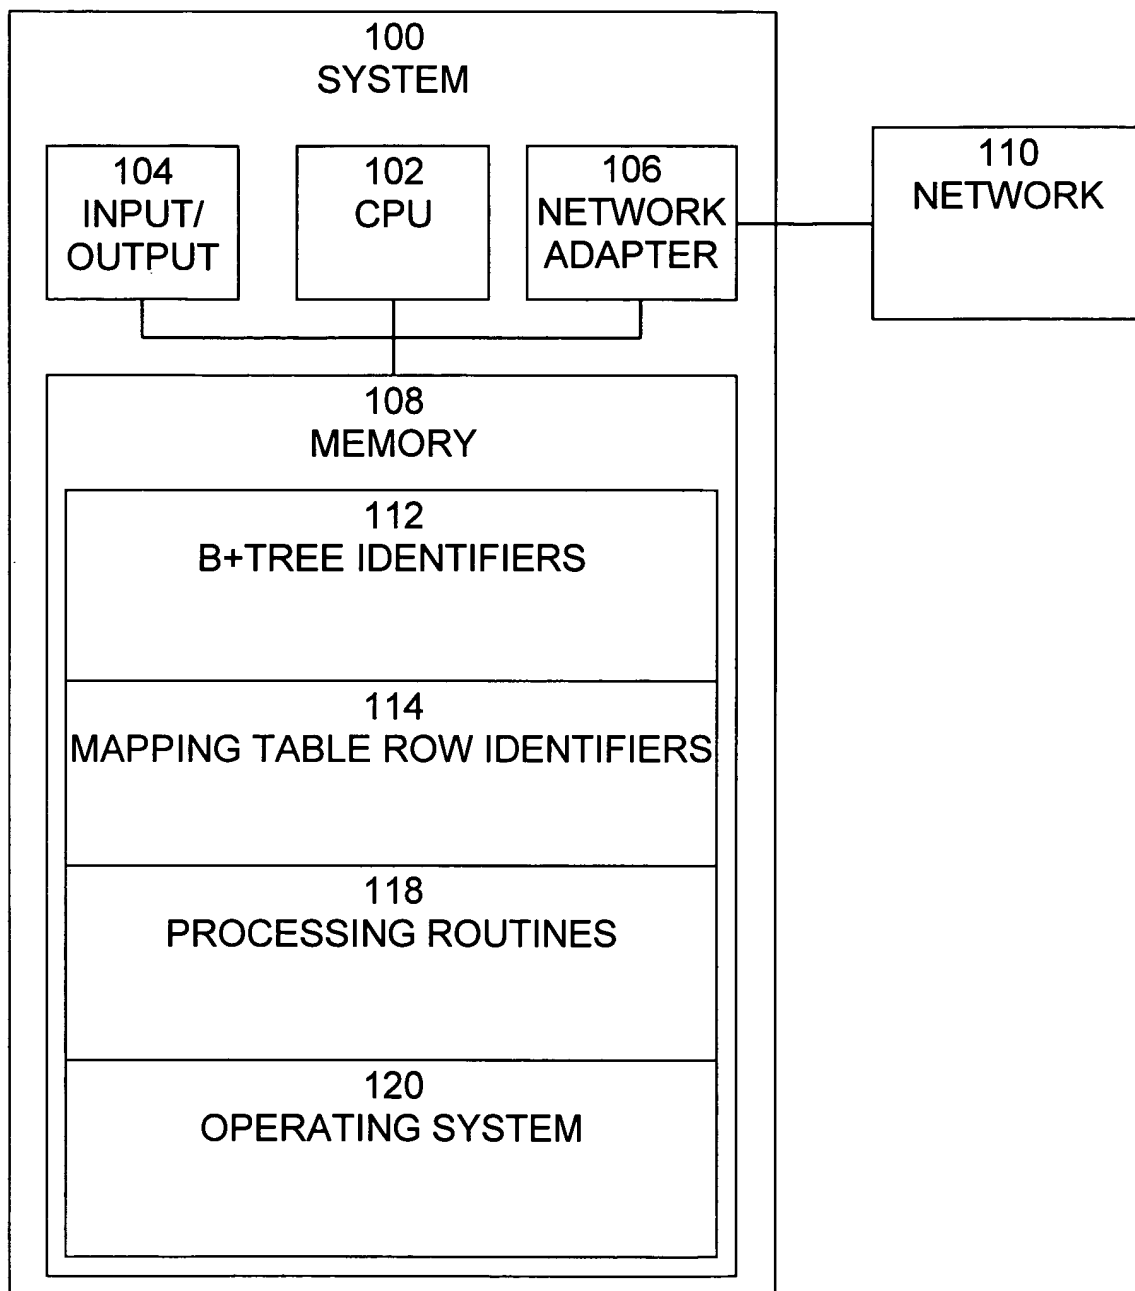 100
SYSTEM
104
INPUT/
OUTPUT
102
CPU
106
NETWORK
ADAPTER
110
NETWORK
108
MEMORY
112
B+TREE IDENTIFIERS
114
MAPPING TABLE ROW IDENTIFIERS
118
PROCESSING ROUTINES
120
OPERATING SYSTEM